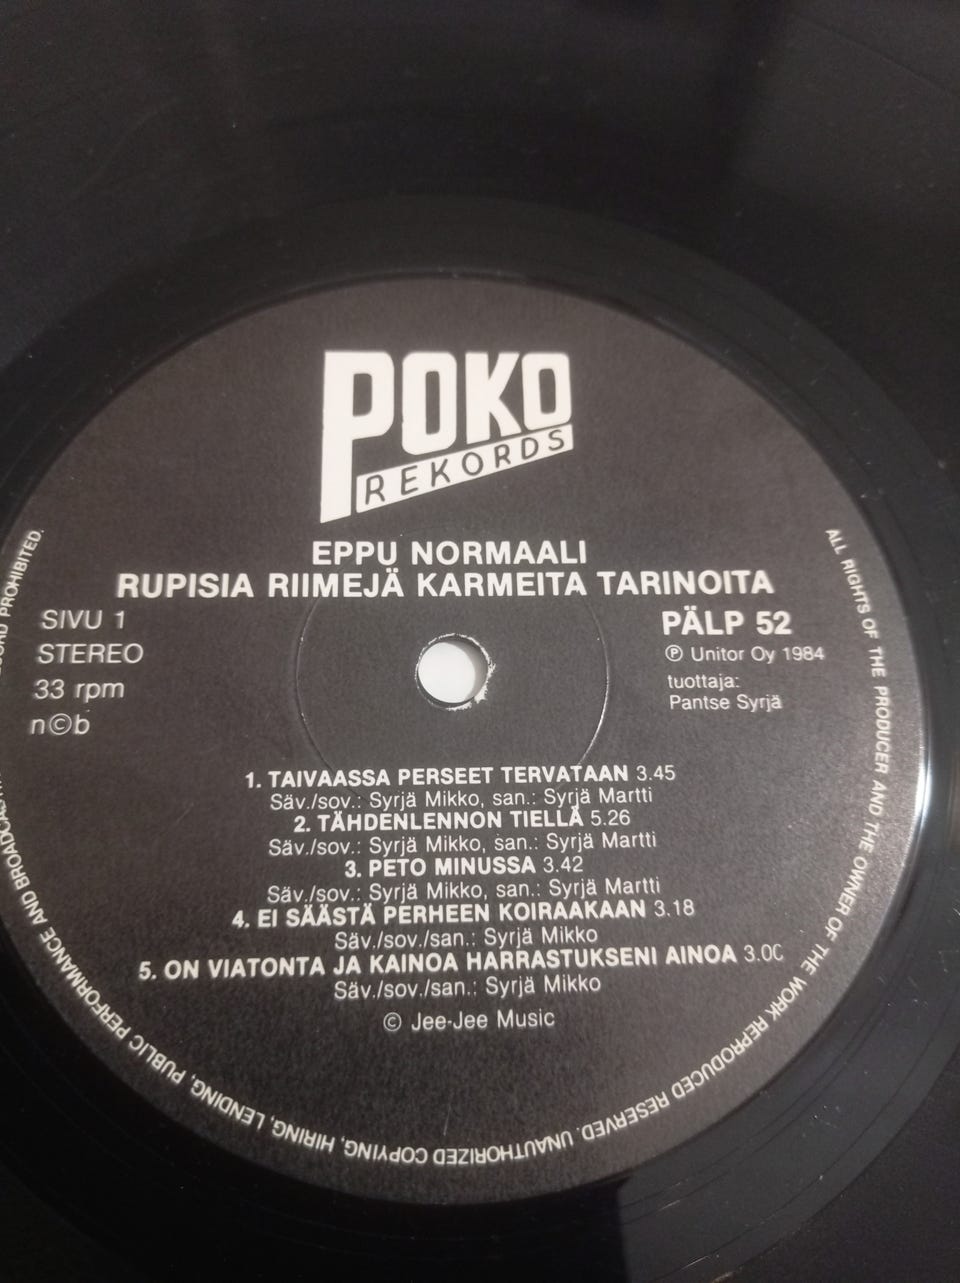 POKO
REKORDS
EPPU NORMAALI
RUPISIA RIIMEJÄ KARMEITA TARINOITA
SIVU 1
STEREO
33 rpm
n©b
PÄLP 52
℗ Unitor Oy 1984
tuottaja:
Pantse Syrjä
1. TAIVAASSA PERSEET TERVATAAN 3.45
Säv./sov.: Syrjä Mikko, san.: Syrjä Martti
2. TÄHDENLENNON TIELLÄ 5.26
Säv./sov.: Syrjä Mikko, san.: Syrjä Martti
3. PETO MINUSSA 3.42
Säv./sov.: Syrjä Mikko, san.: Syrjä Martti
4. EI SÄÄSTÄ PERHEEN KOIRAAKAAN 3.18
Säv./sov./san.: Syrjä Mikko
5. ON VIATONTA JA KAINOA HARRASTUKSENI AINOA 3.00
Säv./sov./san.: Syrjä Mikko
© Jee-Jee Music
ALL RIGHTS OF THE PRODUCER AND THE OWNER OF THE WORK REPRODUCED RESERVED. UNAUTHORIZED COPYING, HIRING, LENDING, PUBLIC PERFORMANCE AND PROHIBITED.